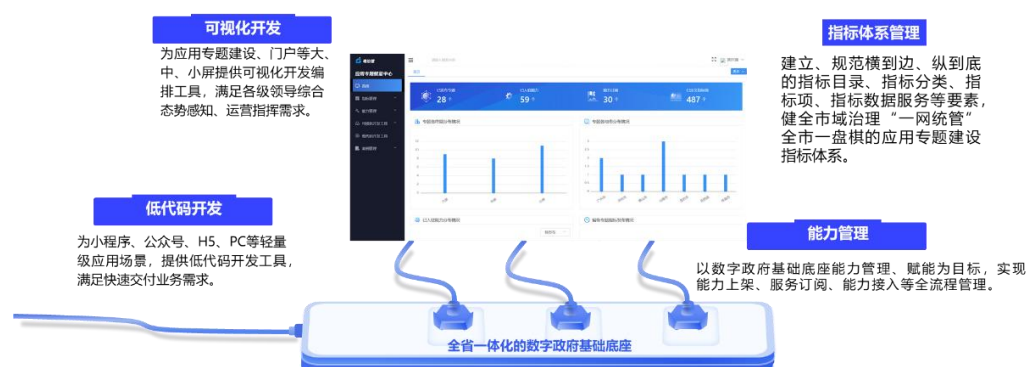 可视化开发
为应用专题建设、门户等大、
中、小屏提供可视化开发编
排工具，满足各级领导综合
态势感知、运营指挥需求。
低代码开发
为小程序、公众号、H5、PC等轻量
级应用场景，提供低代码开发工具，
满足快速交付业务需求。
应用专题赋能中心
28
59
30
487
指标体系管理
建立、规范横到边、纵到底
的指标目录、指标分类、指
标项、指标数据服务等要素，
健全市域治理“一网统管”
全市一盘棋的应用专题建设
指标体系。
能力管理
以数字政府基础底座能力管理、赋能为目标，实现
能力上架、服务订阅、能力接入等全流程管理。
全省一体化的数字政府基础底座